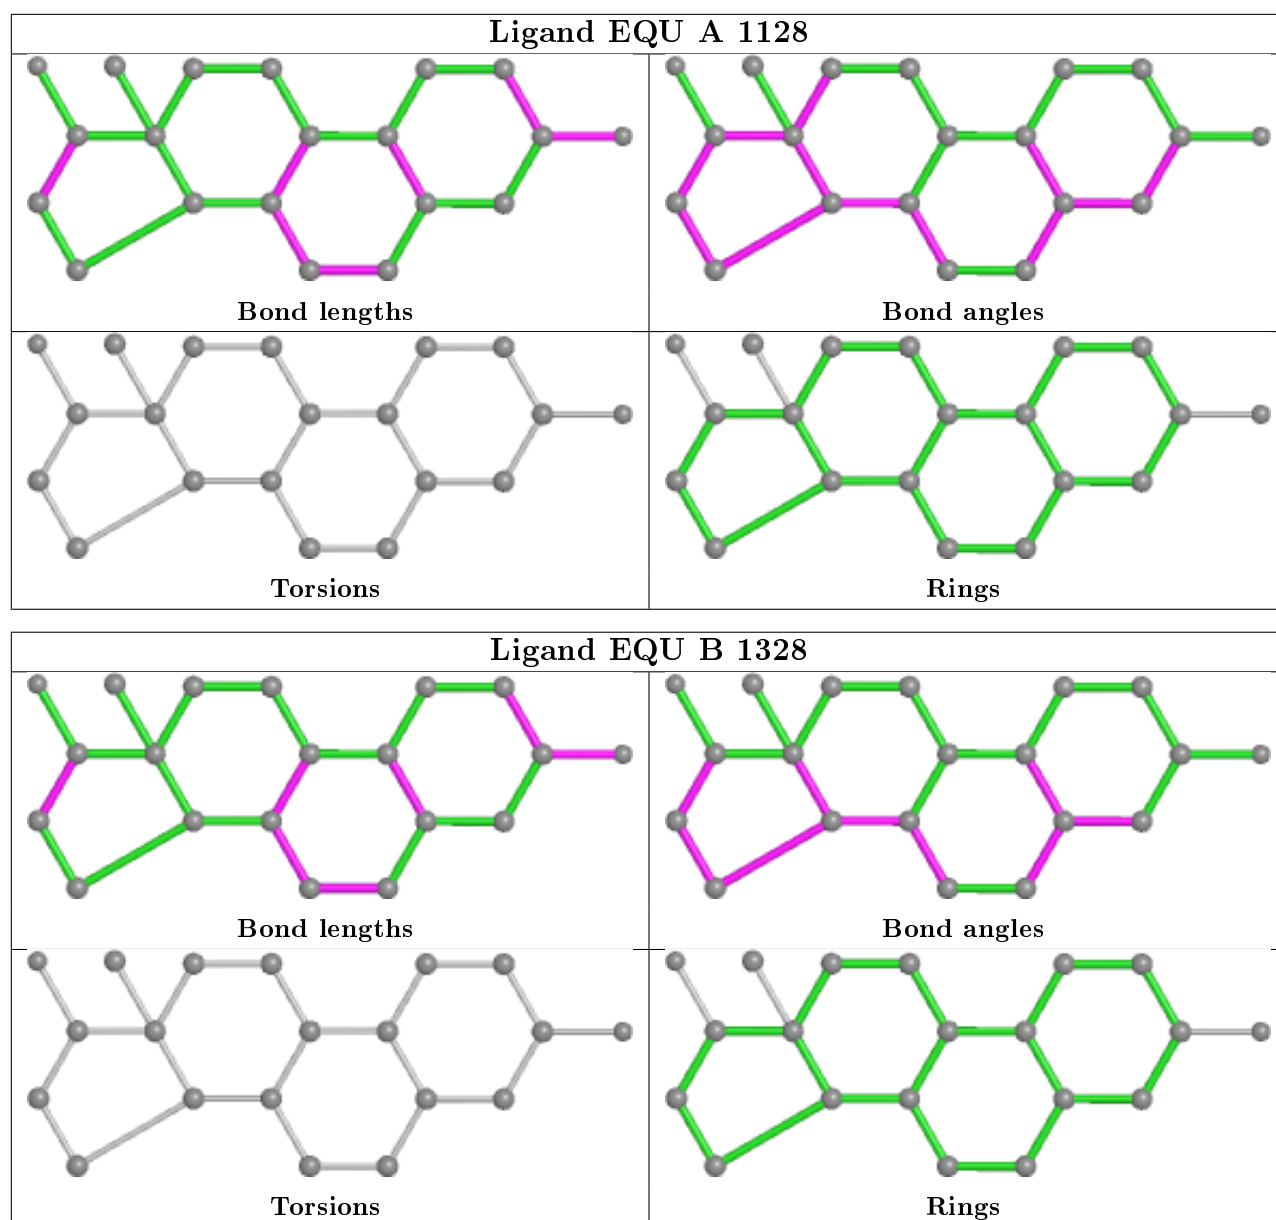 Ligand EQU A 1128
Bond lengths
Bond angles
Torsions
Rings
Ligand EQU B 1328
Bond lengths
Bond angles
Torsions
Rings